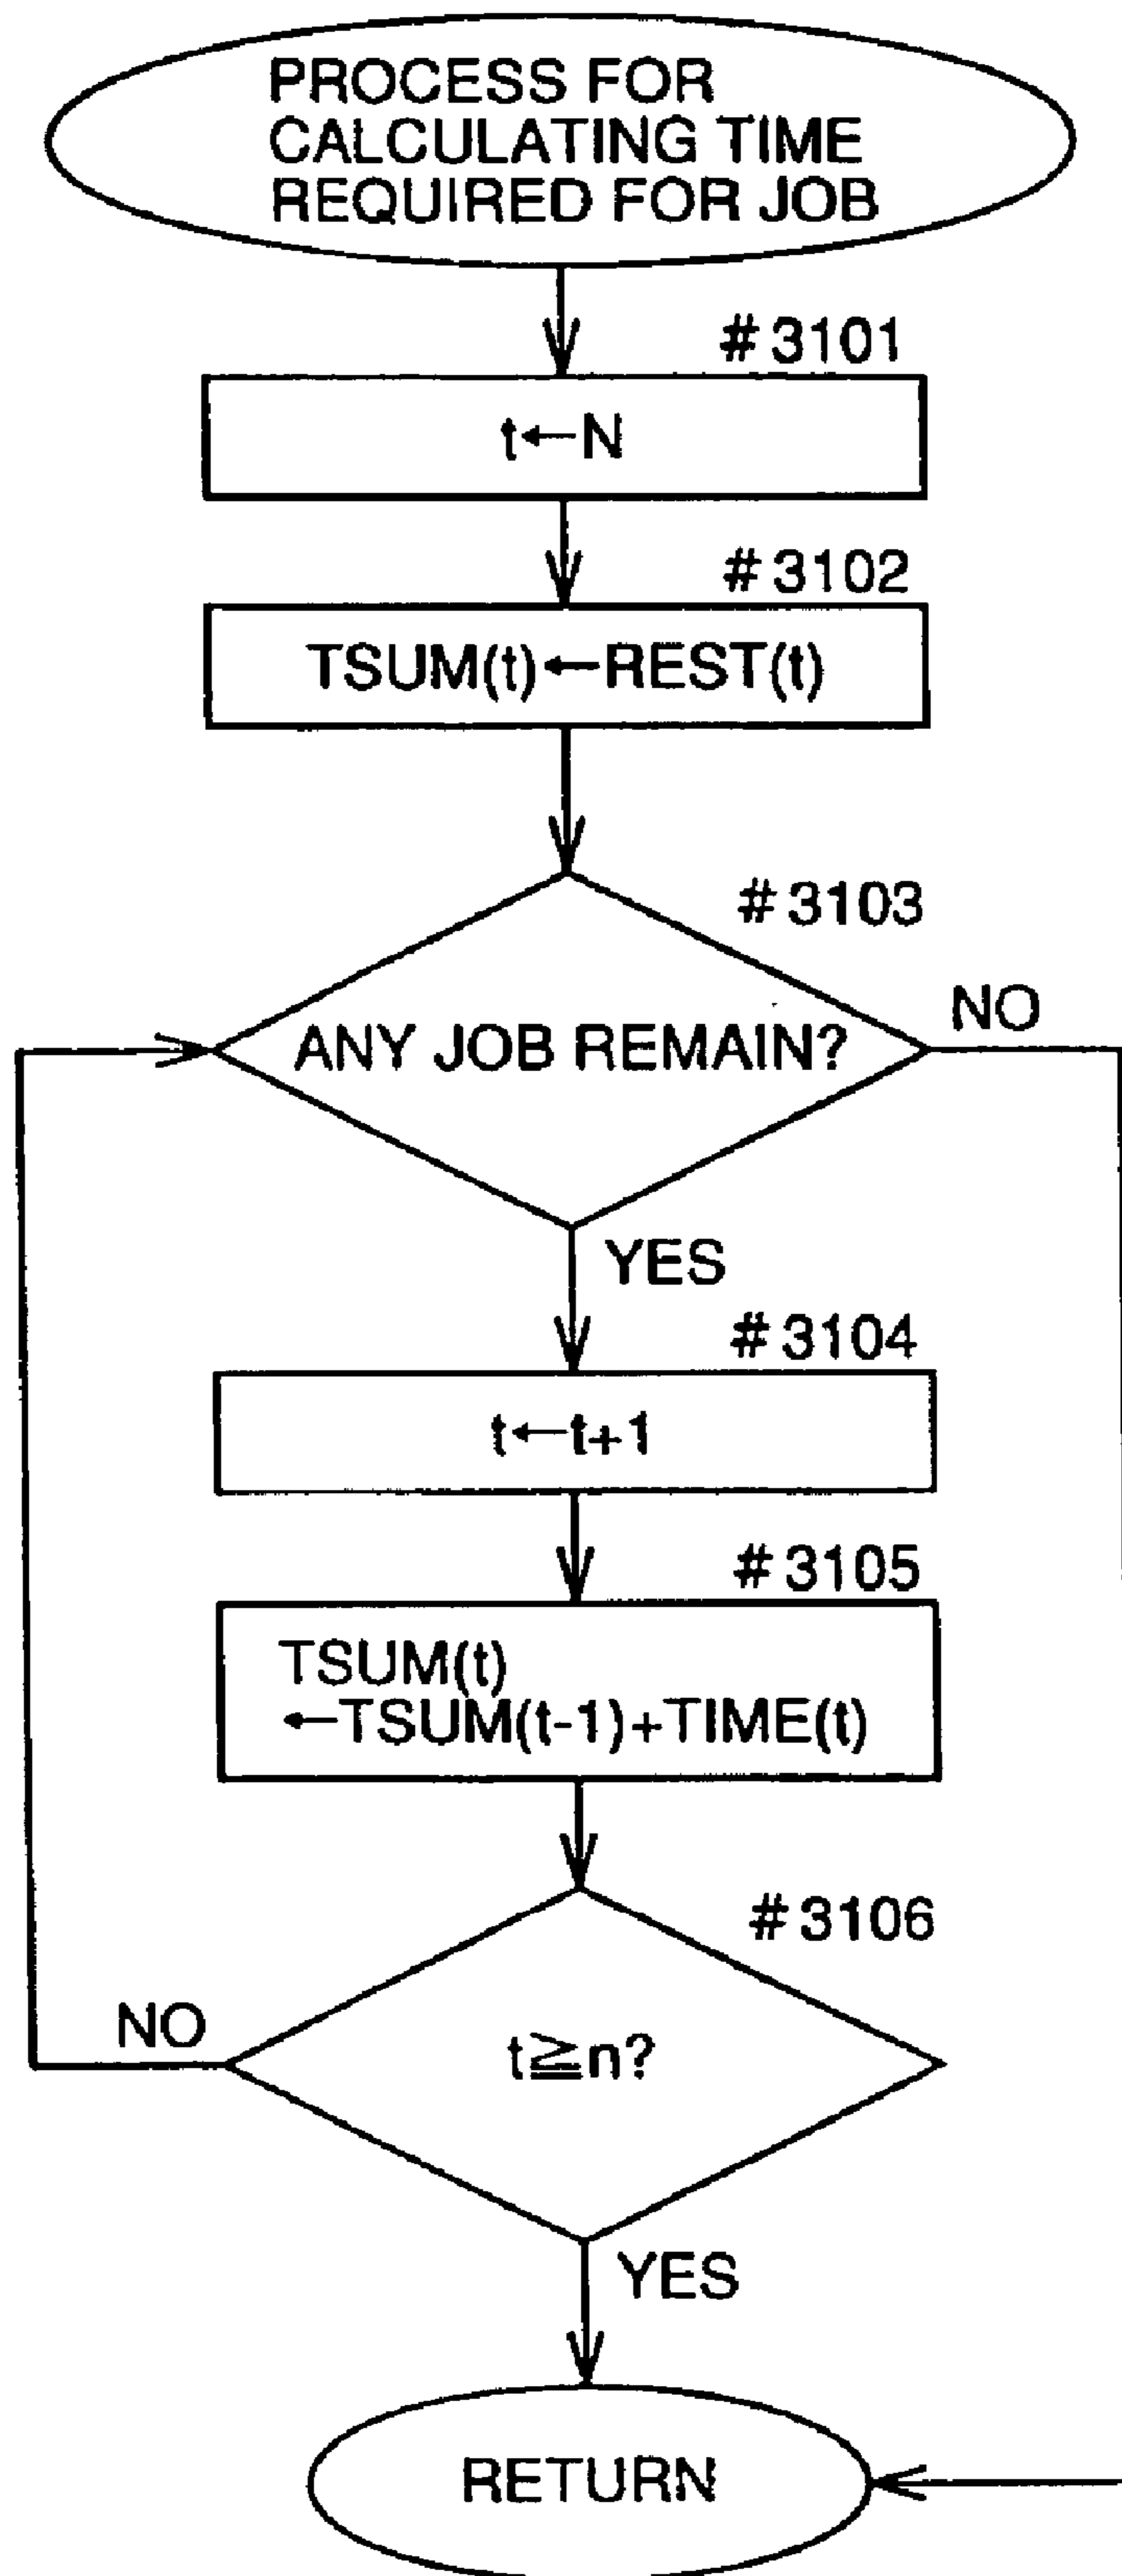 PROCESS FOR
CALCULATING TIME
REQUIRED FOR JOB
#3101
t←N
#3102
TSUM(t)←REST(t)
#3103
ANY JOB REMAIN?
NO
YES
#3104
t←t+1
#3105
TSUM(t)
←TSUM(t-1)+TIME(t)
#3106
t≧n?
NO
YES
RETURN